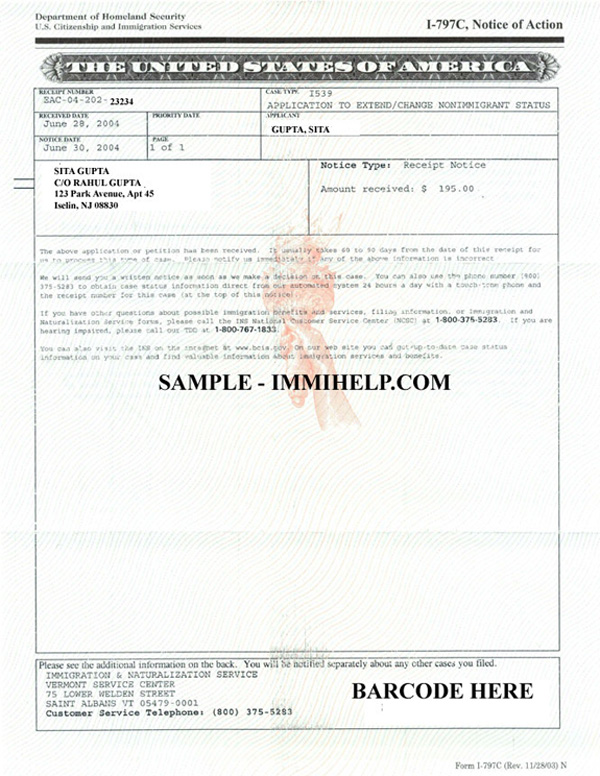 Department of Homeland Security
U.S. Citizenship and Immigration Services
I-797C, Notice of Action
THE UNITED STATES OF AMERICA
RECEIPT NUMBER
EAC-04-202-23234
CASE TYPE I539
APPLICATION TO EXTEND/CHANGE NONIMMIGRANT STATUS
RECEIVED DATE
June 28, 2004
PRIORITY DATE
APPLICANT
GUPTA, SITA
NOTICE DATE
June 30, 2004
PAGE
1 of 1
SITA GUPTA
C/O RAHUL GUPTA
123 Park Avenue, Apt 45
Iselin, NJ 08830
Notice Type: Receipt Notice
Amount received: $ 195.00
The above application or petition has been received. It usually takes 60 to 90 days from the date of this receipt for
us to process this type of case. Please notify us immediately if any of the above information is incorrect
We will send you a written notice as soon as we make a decision on this case. You can also use the phone number (800)
375-5283 to obtain case status information direct from our automated system 24 hours a day with a touch-tone phone and
the receipt number for this case (at the top of this notice)
If you have other questions about possible immigration benefits and services, filing information, or Immigration and
Naturalization Service forms, please call the INS National Customer Service Center (NCSC) at 1-800-375-5283. If you are
hearing impaired, please call our TDD at 1-800-767-1833.
You can also visit the INS on the internet at www.bcis.gov. On our web site you can get up-to-date case status
information on your case and find valuable information about immigration services and benefits.
SAMPLE - IMMIHELP.COM
Please see the additional information on the back. You will be notified separately about any other cases you filed.
IMMIGRATION & NATURALIZATION SERVICE
VERMONT SERVICE CENTER
75 LOWER WELDEN STREET
SAINT ALBANS VT 05479-0001
Customer Service Telephone: (800) 375-5283
BARCODE HERE
Form I-797C (Rev. 11/28/03) N